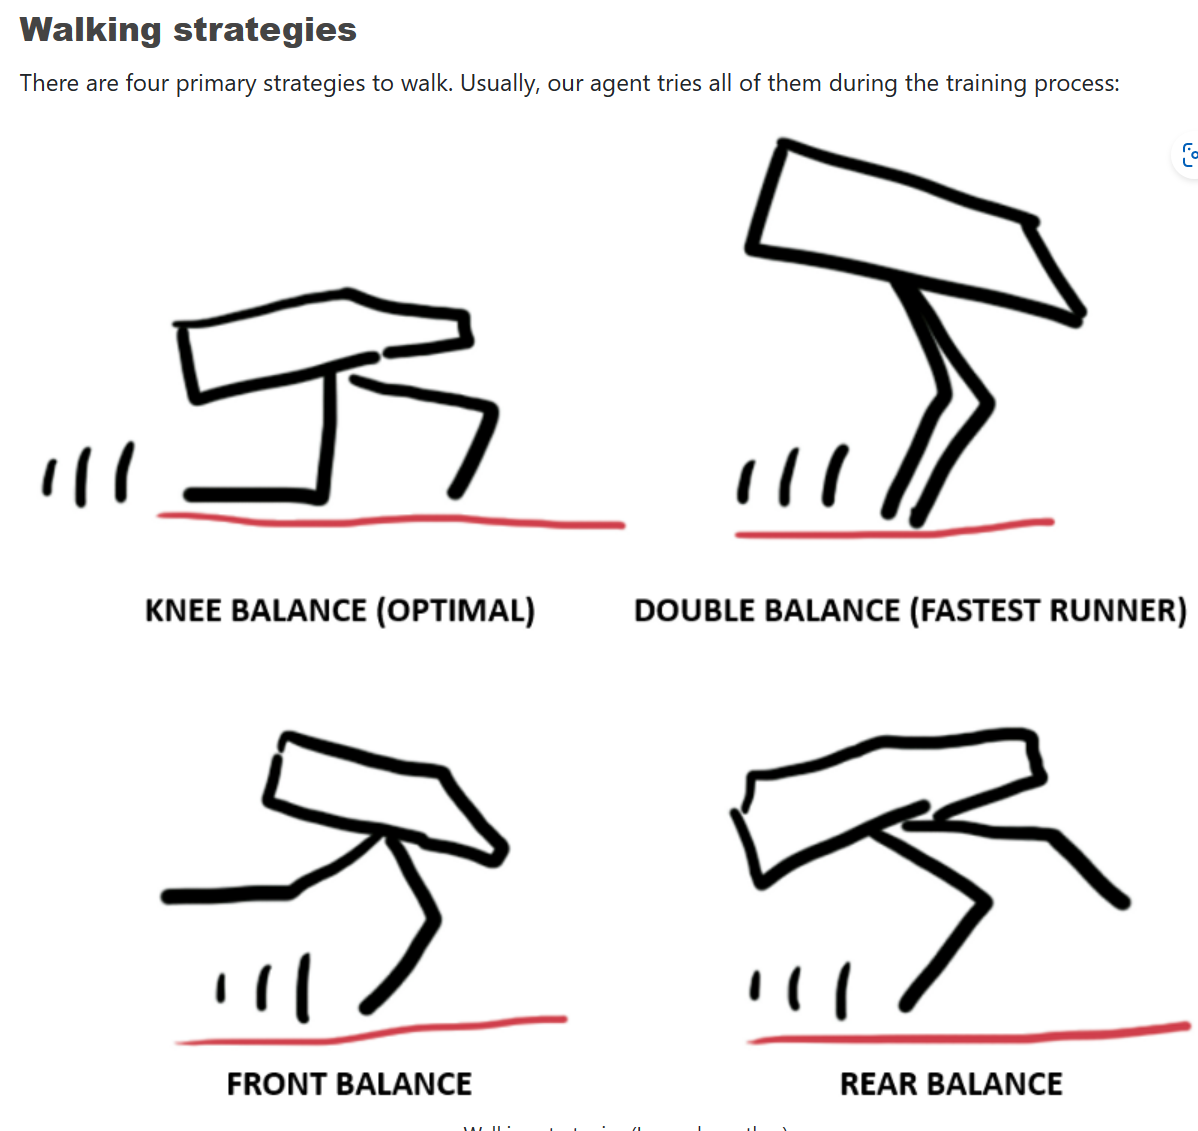 Walking strategies
There are four primary strategies to walk. Usually, our agent tries all of them during the training process:
KNEE BALANCE (OPTIMAL)
DOUBLE BALANCE (FASTEST RUNNER)
FRONT BALANCE
REAR BALANCE